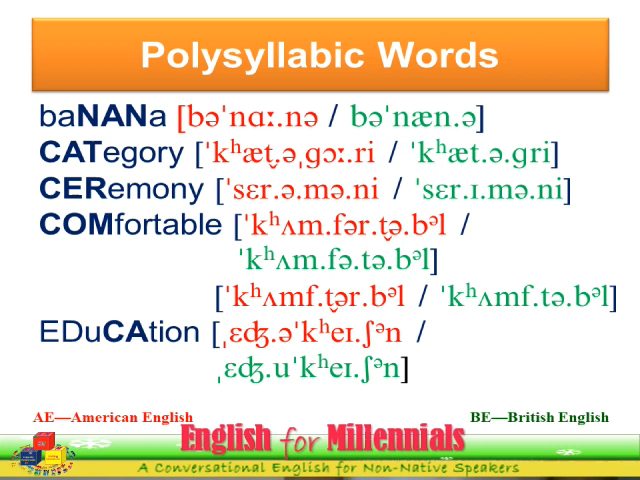 Polysyllabic Words
baNANa [bəˈnɑː.nə / bəˈnæn.ə]
CATegory [ˈkʰæt̬.əˌɡɔː.ri / ˈkʰæt.ə.ɡri]
CERemony [ˈsɛr.ə.mə.ni / ˈsɛr.ɪ.mə.ni]
COMfortable [ˈkʰʌm.fər.t̬ə.bᵊl /
ˈkʰʌm.fə.tə.bᵊl]
[ˈkʰʌmf.t̬ər.bᵊl / ˈkʰʌmf.tə.bᵊl]
EDuCAtion [ˌɛʤ.əˈkʰeɪ.ʃᵊn /
ˌɛʤ.uˈkʰeɪ.ʃᵊn]
AE—American English
BE—British English
English for Millennials
A Conversational English for Non-Native Speakers